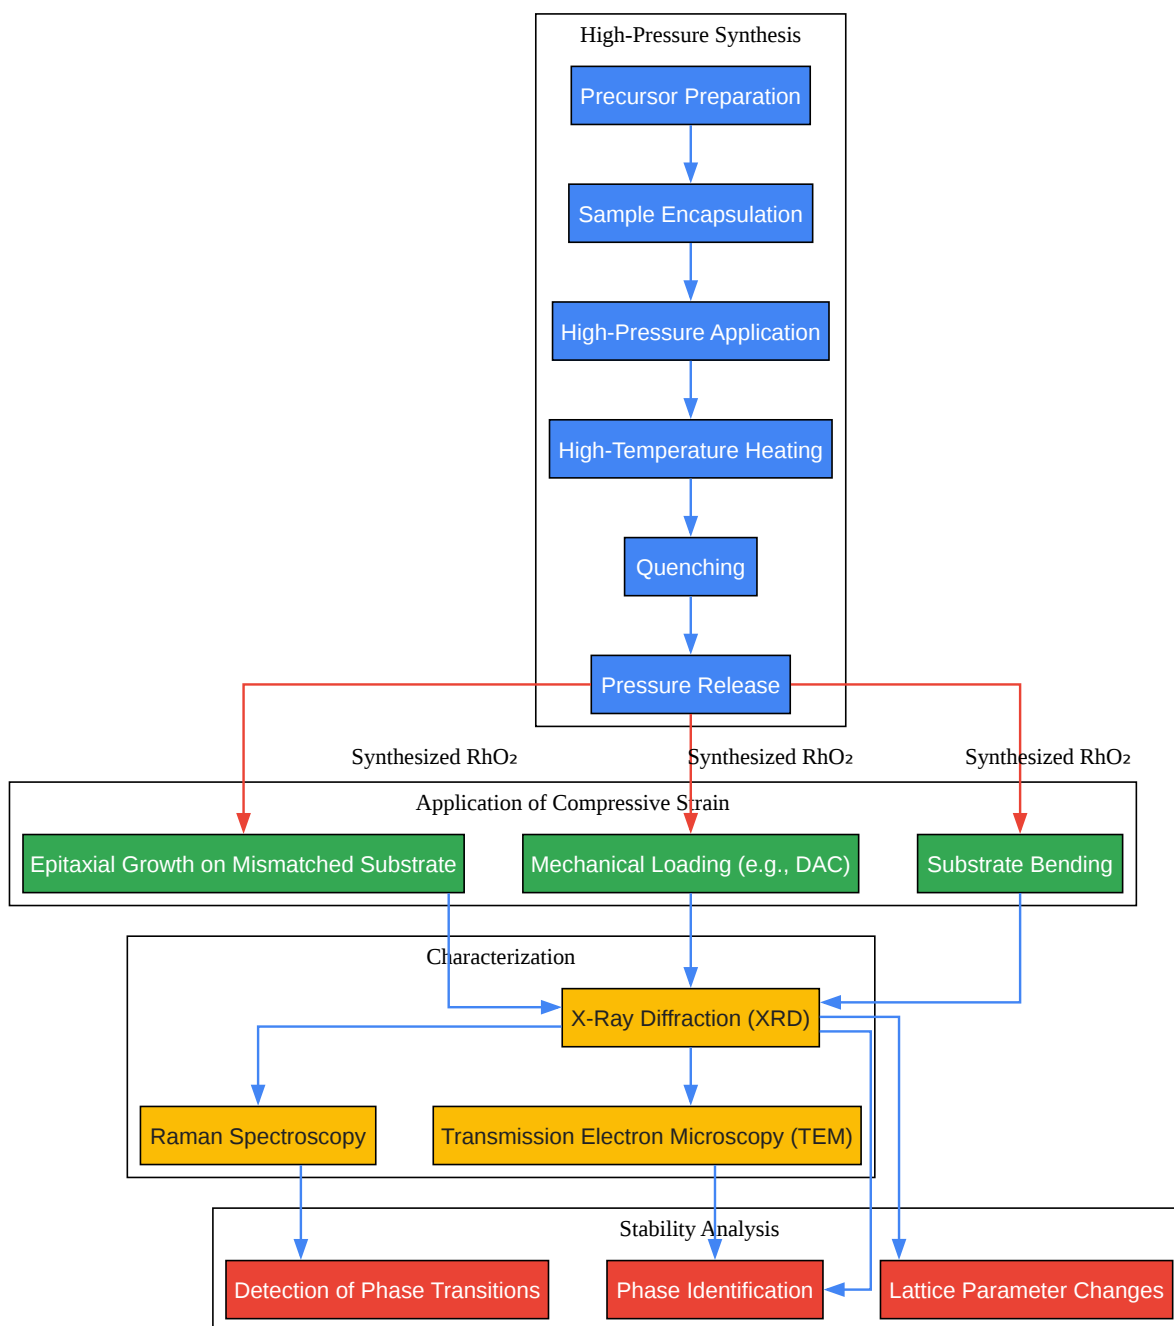 High-Pressure Synthesis
Precursor Preparation
Sample Encapsulation
High-Pressure Application
High-Temperature Heating
Quenching
Pressure Release
Synthesized RhO₂
Synthesized RhO₂
Synthesized RhO₂
Application of Compressive Strain
Epitaxial Growth on Mismatched Substrate
Mechanical Loading (e.g., DAC)
Substrate Bending
Characterization
X-Ray Diffraction (XRD)
Raman Spectroscopy
Transmission Electron Microscopy (TEM)
Stability Analysis
Detection of Phase Transitions
Phase Identification
Lattice Parameter Changes